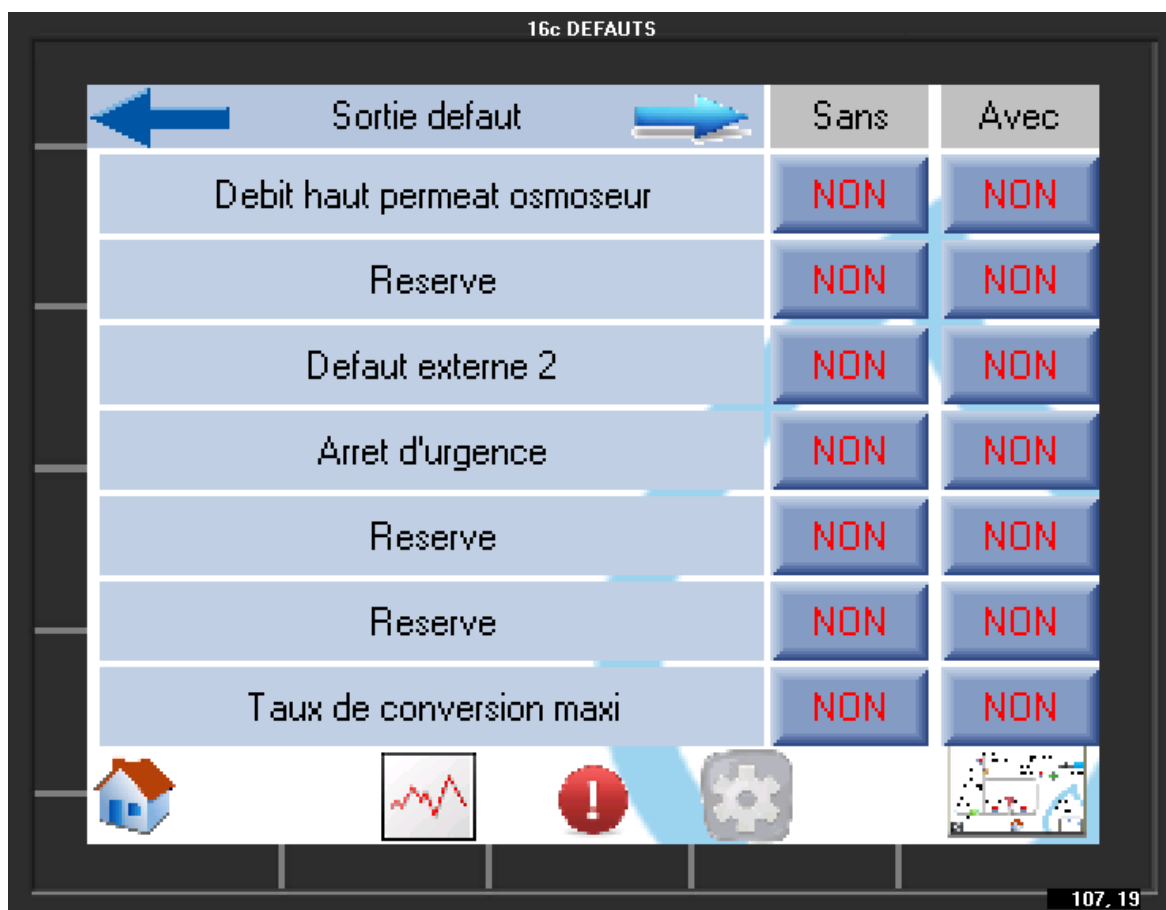 16c DEFAUTS
Sortie defaut Sans Avec
Debit haut permeat osmoseur NON NON
Reserve NON NON
Defaut externe 2 NON NON
Arret d'urgence NON NON
Reserve NON NON
Reserve NON NON
Taux de conversion maxi NON NON
107, 19